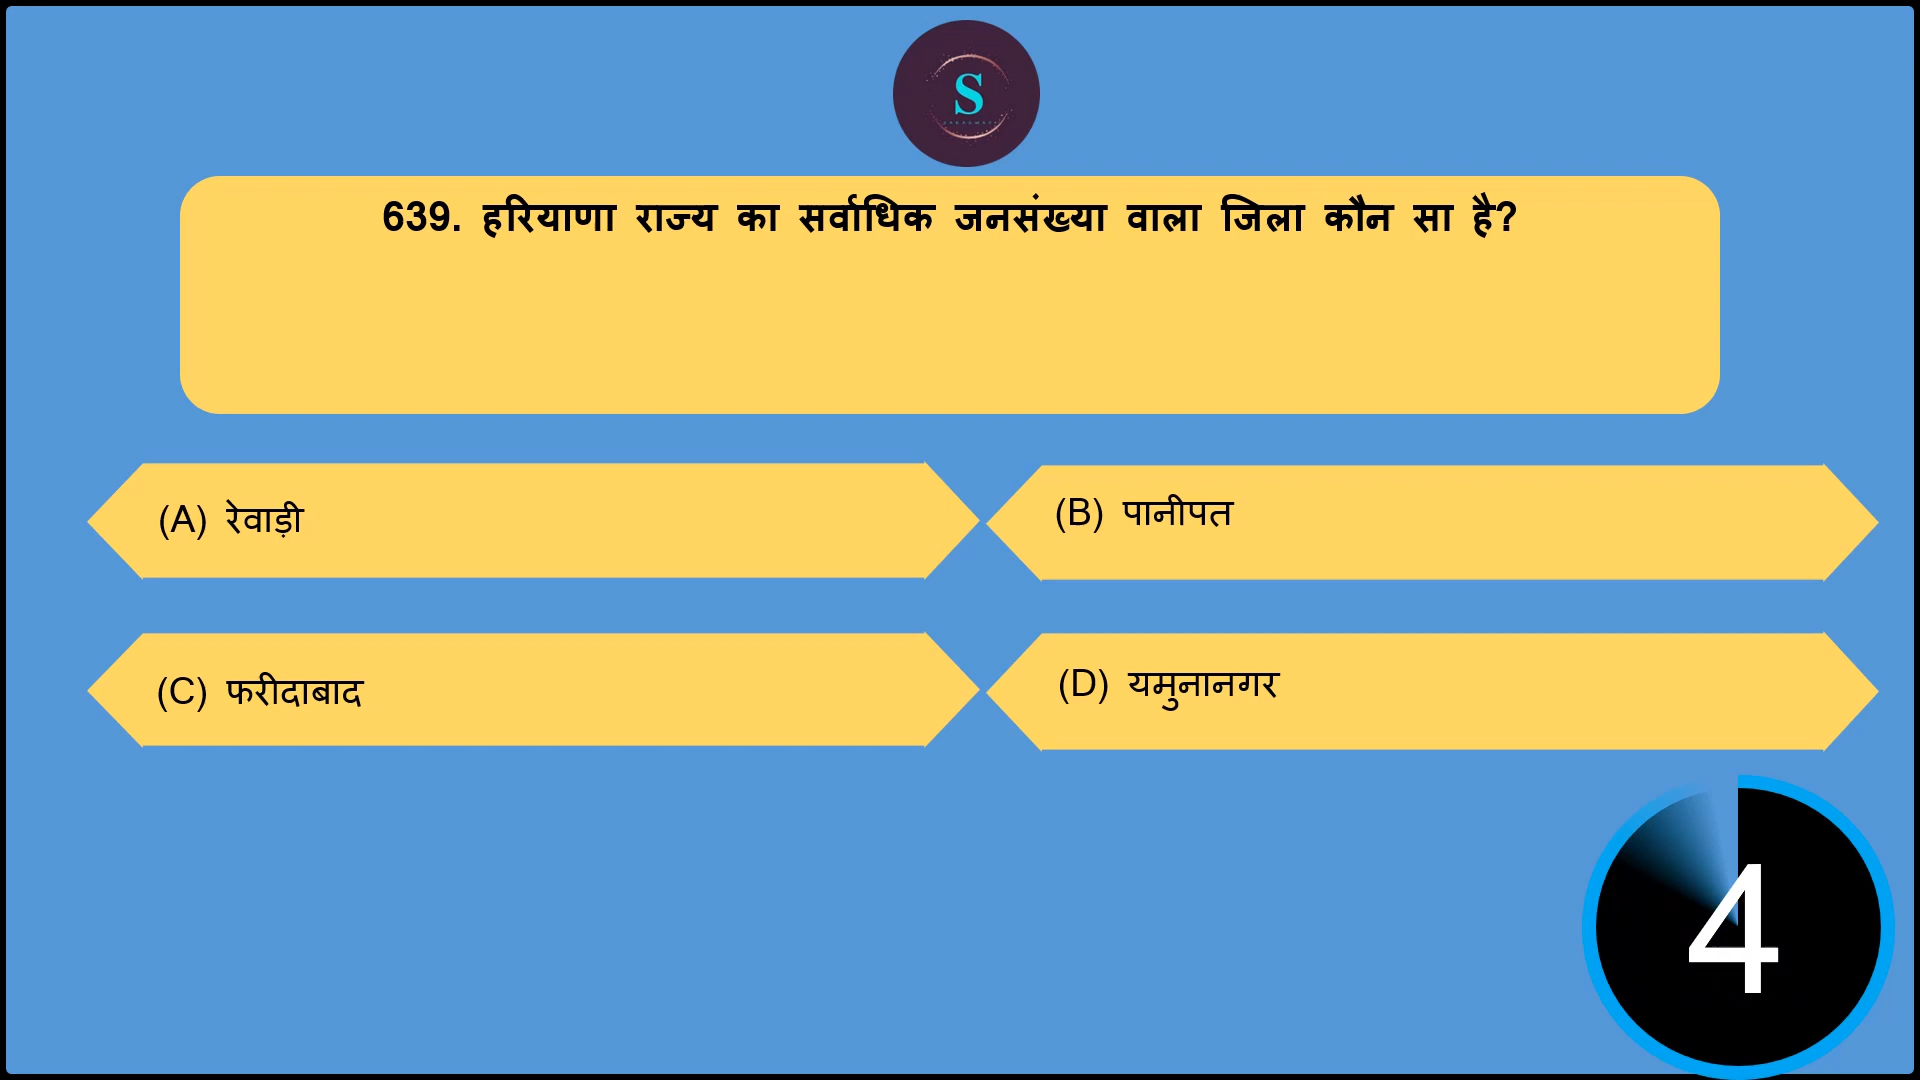 S
639. हरियाणा राज्य का सर्वाधिक जनसंख्या वाला जिला कौन सा है?
(A) रेवाड़ी
(B) पानीपत
(C) फरीदाबाद
(D) यमुनानगर
4